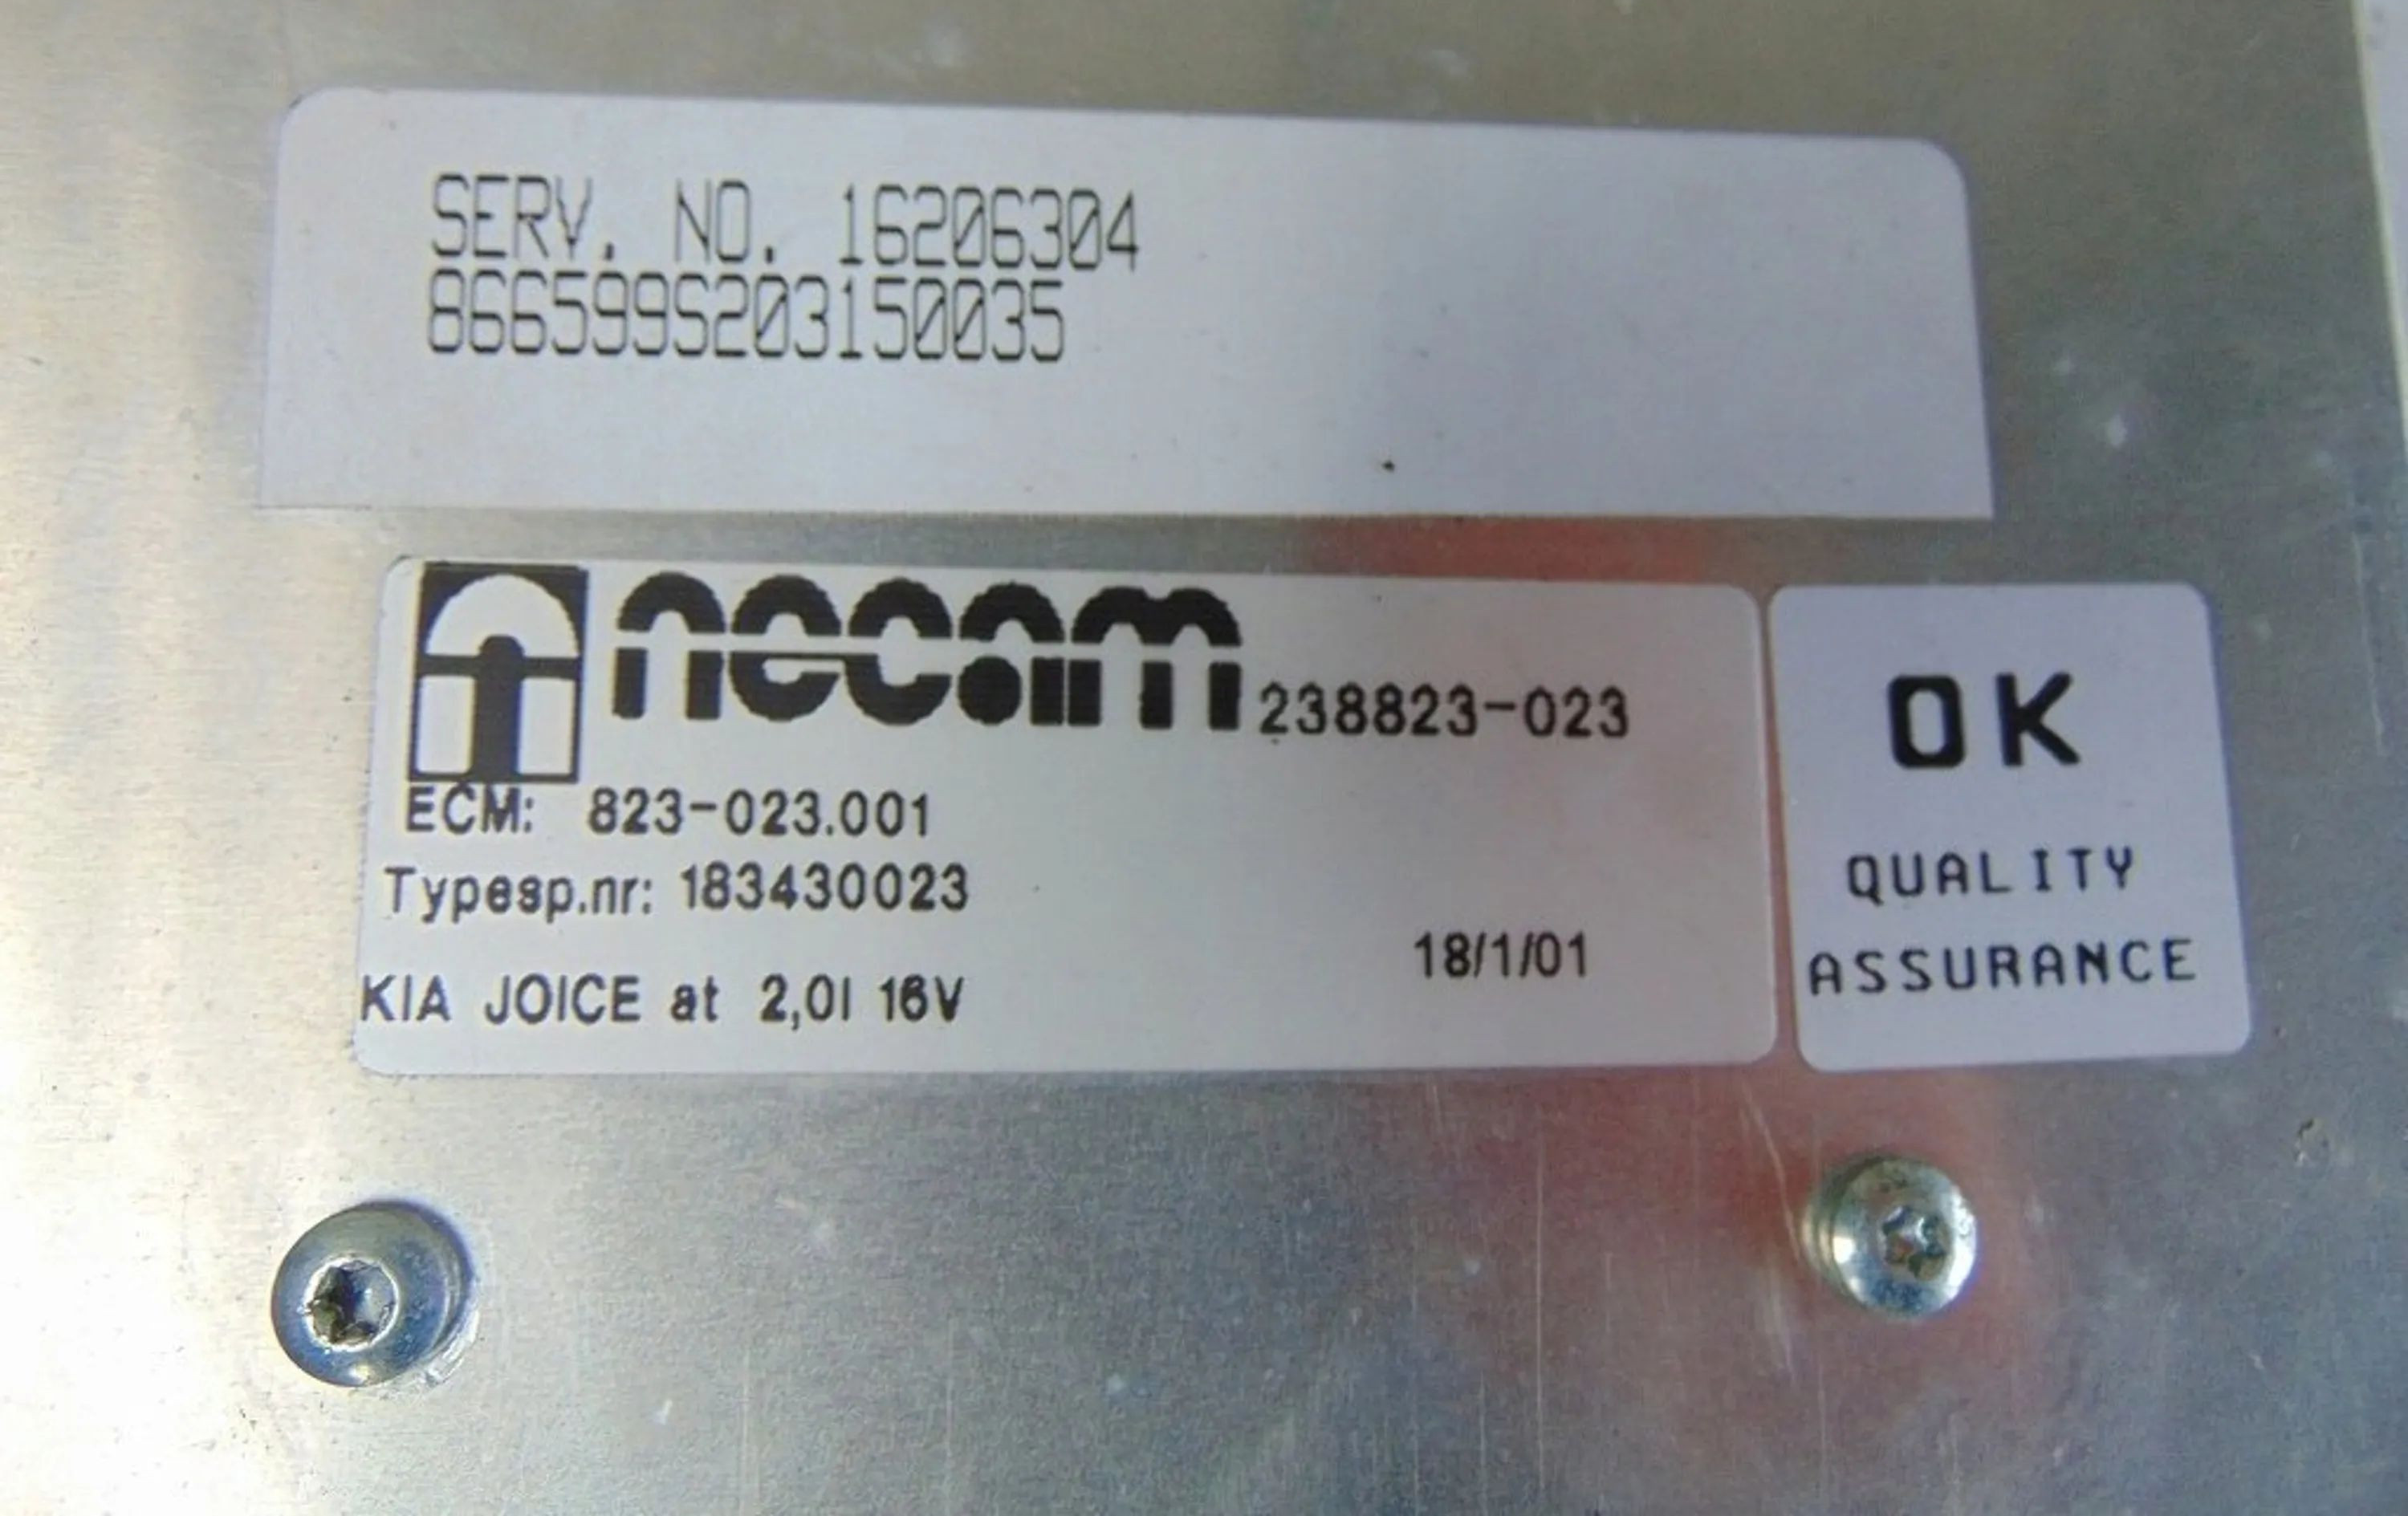 SERV. NO. 16206304
866599S203150035
necam 238823-023
ECM: 823-023.001
Typesp.nr: 183430023
18/1/01
KIA JOICE at 2,0l 16V
OK
QUALITY
ASSURANCE